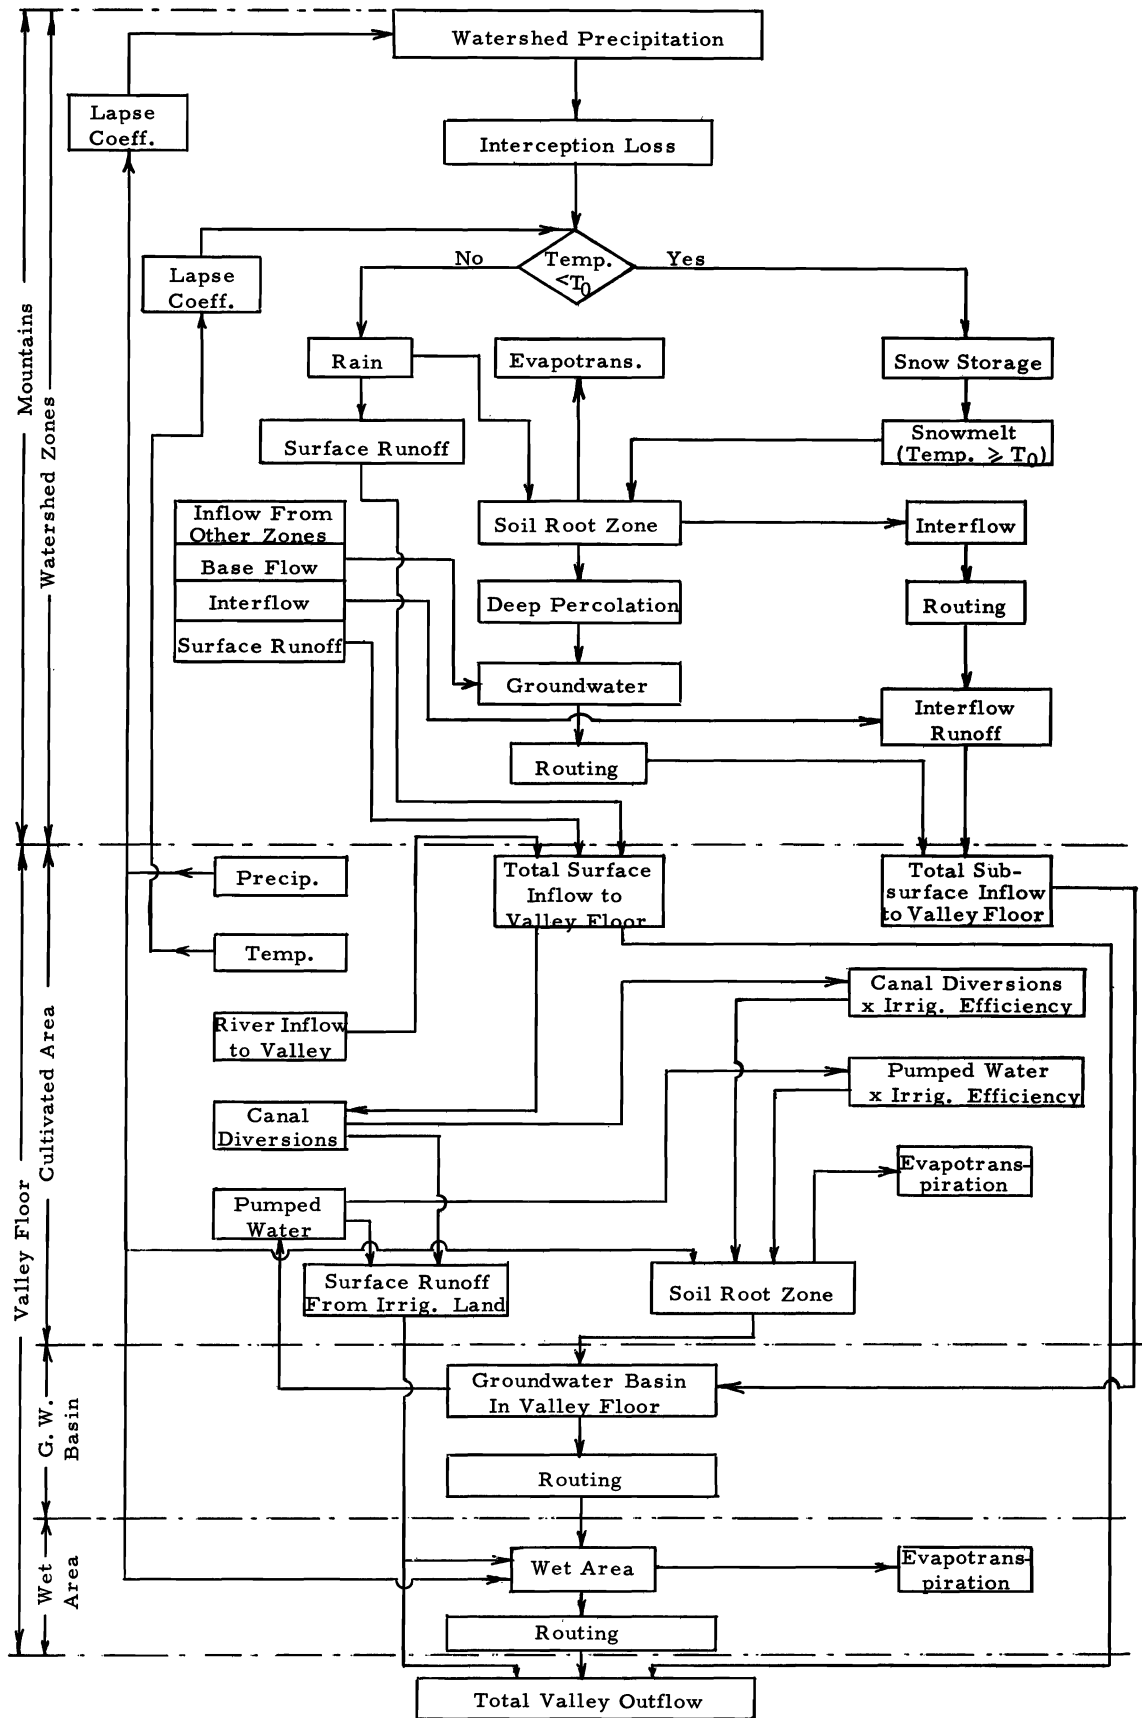 Watershed Precipitation
Lapse
Coeff.
Interception Loss
Lapse
Coeff.
No
Temp.
<T0
Yes
Rain
Evapotrans.
Snow Storage
Surface Runoff
Snowmelt
(Temp. ⩾ T0)
Inflow From
Other Zones
Base Flow
Interflow
Surface Runoff
Soil Root Zone
Interflow
Deep Percolation
Routing
Groundwater
Interflow
Runoff
Routing
Mountains
Watershed Zones
Precip.
Temp.
Total Surface
Inflow to
Valley Floor
Total Sub-
surface Inflow
to Valley Floor
River Inflow
to Valley
Canal Diversions
x Irrig. Efficiency
Pumped Water
x Irrig. Efficiency
Canal
Diversions
Evapotrans-
piration
Pumped
Water
Surface Runoff
From Irrig. Land
Soil Root Zone
Valley Floor
Cultivated Area
Groundwater Basin
In Valley Floor
Routing
G. W.
Basin
Wet Area
Evapotrans-
piration
Routing
Wet
Area
Total Valley Outflow